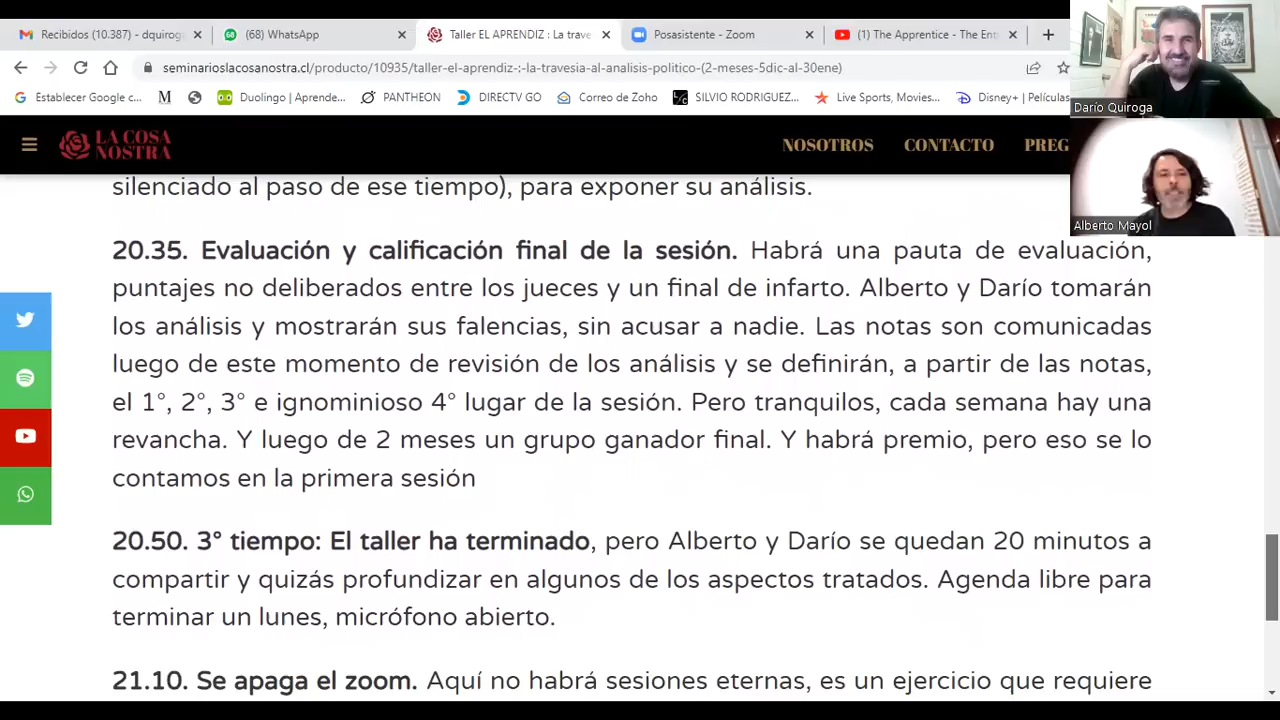 Recibidos (10.387) - dquirog
(68) WhatsApp
Taller EL APRENDIZ : La trave
Posasistente - Zoom
(1) The Apprentice - The Ent
seminarioslacosanostra.cl/producto/10935/taller-el-aprendiz-:-la-travesia-al-analisis-politico-(2-meses-5dic-al-30ene)
Establecer Google c...
M
Duolingo | Aprende...
PANTHEON
DIRECTV GO
Correo de Zoho
SILVIO RODRIGUEZ...
Live Sports, Movies...
Disney+ | Películas
Darío Quiroga
Alberto Mayol
LA COSA
NOSTRA
NOSOTROS
CONTACTO
PREG
silenciado al paso de ese tiempo), para exponer su análisis.
20.35. Evaluación y calificación final de la sesión. Habrá una pauta de evaluación,
puntajes no deliberados entre los jueces y un final de infarto. Alberto y Darío tomarán
los análisis y mostrarán sus falencias, sin acusar a nadie. Las notas son comunicadas
luego de este momento de revisión de los análisis y se definirán, a partir de las notas,
el 1°, 2°, 3° e ignominioso 4° lugar de la sesión. Pero tranquilos, cada semana hay una
revancha. Y luego de 2 meses un grupo ganador final. Y habrá premio, pero eso se lo
contamos en la primera sesión
20.50. 3° tiempo: El taller ha terminado, pero Alberto y Darío se quedan 20 minutos a
compartir y quizás profundizar en algunos de los aspectos tratados. Agenda libre para
terminar un lunes, micrófono abierto.
21.10. Se apaga el zoom. Aquí no habrá sesiones eternas, es un ejercicio que requiere